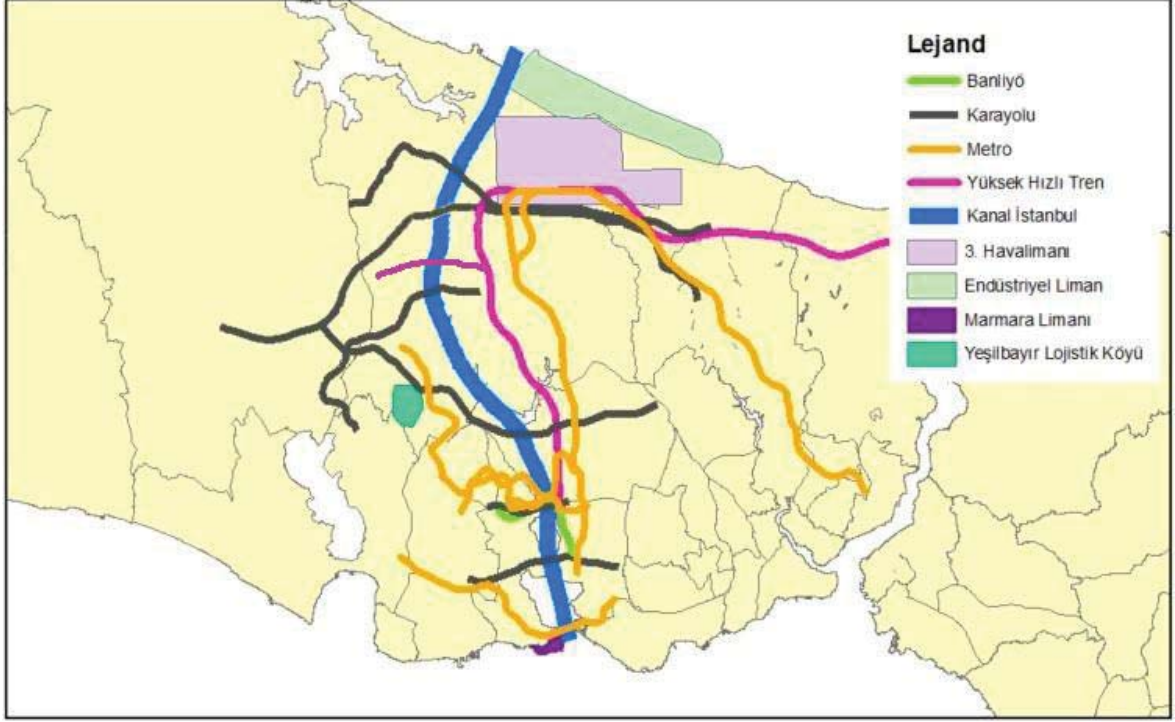 Lejand
Banliyö
Karayolu
Metro
Yüksek Hızlı Tren
Kanal İstanbul
3. Havalimanı
Endüstriyel Liman
Marmara Limanı
Yeşilbayır Lojistik Köyü